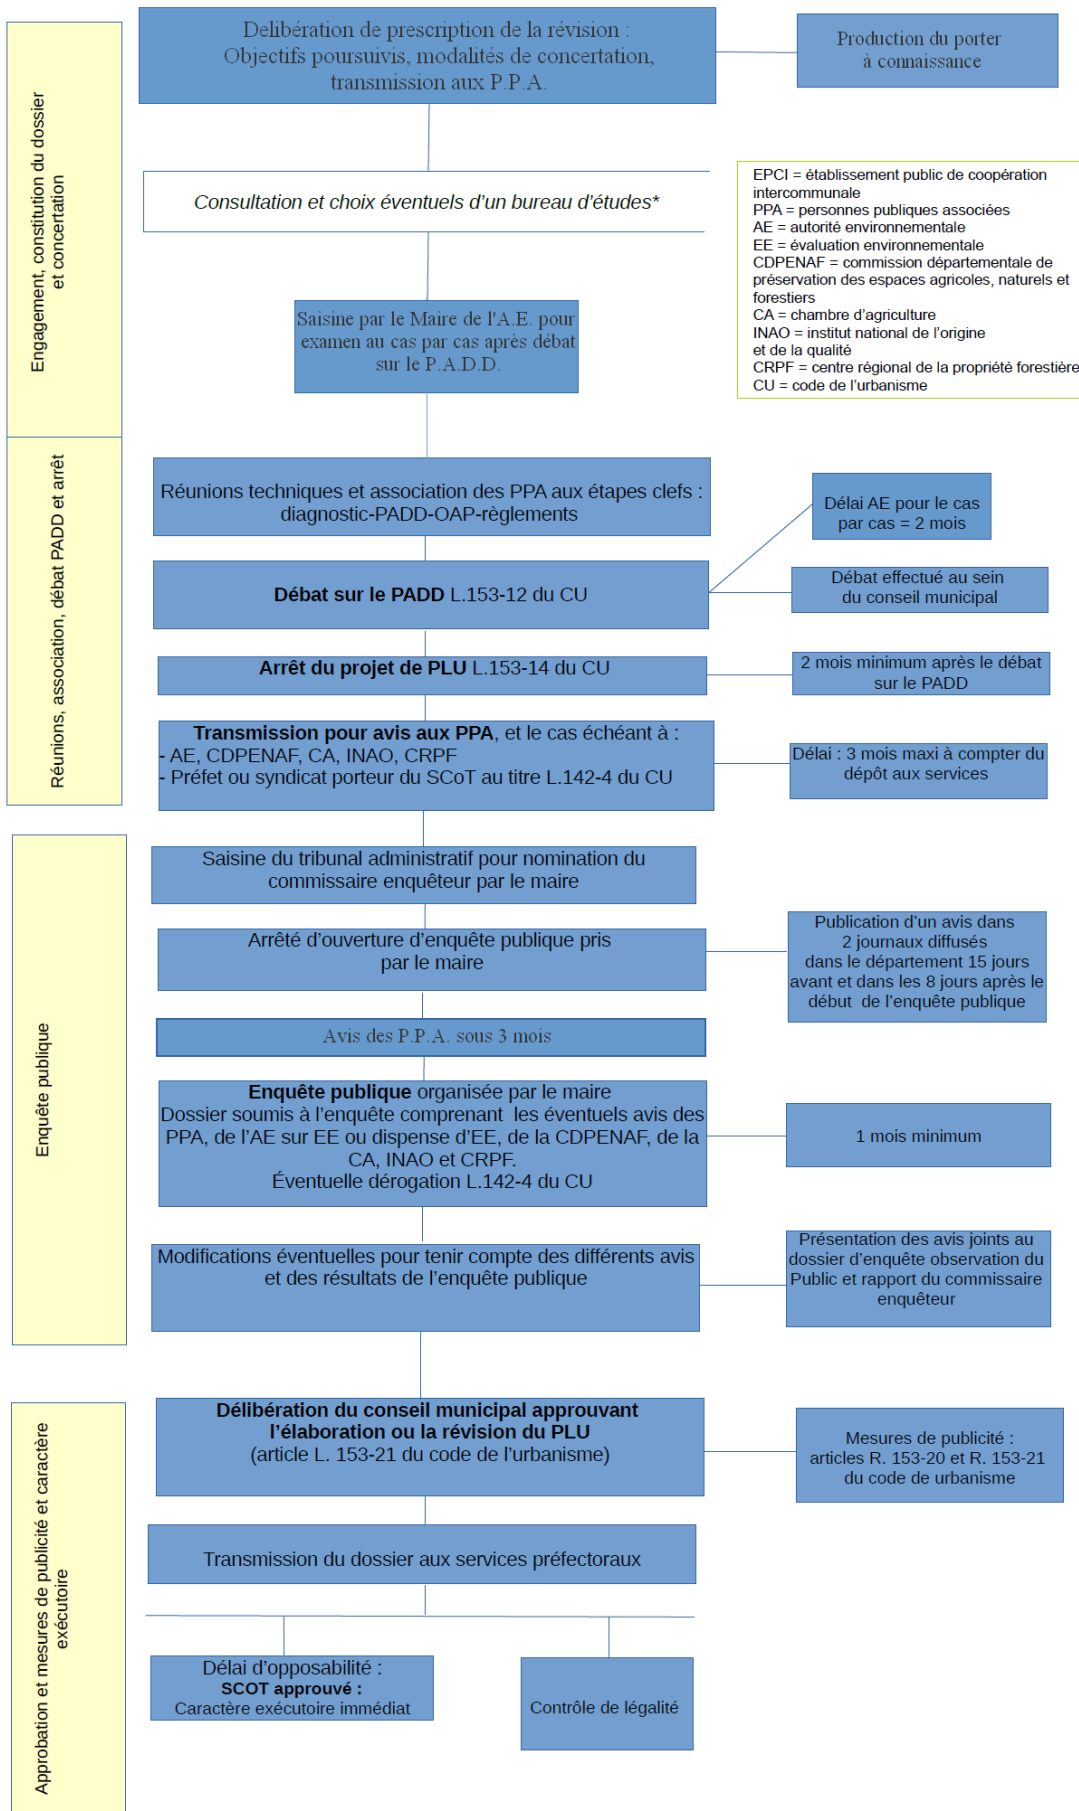 Engagement, constitution du dossier
et concertation
Delibération de prescription de la révision :
Objectifs poursuivis, modalités de concertation,
transmission aux P.P.A.
Production du porter
à connaissance
Consultation et choix éventuels d’un bureau d’études*
EPCI = établissement public de coopération
intercommunale
PPA = personnes publiques associées
AE = autorité environnementale
EE = évaluation environnementale
CDPENAF = commission départementale de
préservation des espaces agricoles, naturels et
forestiers
CA = chambre d’agriculture
INAO = institut national de l’origine
et de la qualité
CRPF = centre régional de la propriété forestière
CU = code de l’urbanisme
Saisine par le Maire de l'A.E. pour
examen au cas par cas après débat
sur le P.A.D.D.
Réunions, association, débat PADD et arrêt
Réunions techniques et association des PPA aux étapes clefs :
diagnostic-PADD-OAP-règlements
Délai AE pour le cas
par cas = 2 mois
Débat sur le PADD L.153-12 du CU
Débat effectué au sein
du conseil municipal
Arrêt du projet de PLU L.153-14 du CU
2 mois minimum après le débat
sur le PADD
Transmission pour avis aux PPA, et le cas échéant à :
- AE, CDPENAF, CA, INAO, CRPF
- Préfet ou syndicat porteur du SCoT au titre L.142-4 du CU
Délai : 3 mois maxi à compter du
dépôt aux services
Enquête publique
Saisine du tribunal administratif pour nomination du
commissaire enquêteur par le maire
Arrêté d’ouverture d’enquête publique pris
par le maire
Publication d’un avis dans
2 journaux diffusés
dans le département 15 jours
avant et dans les 8 jours après le
début de l’enquête publique
Avis des P.P.A. sous 3 mois
Enquête publique organisée par le maire
Dossier soumis à l’enquête comprenant les éventuels avis des
PPA, de l’AE sur EE ou dispense d’EE, de la CDPENAF, de la
CA, INAO et CRPF.
Éventuelle dérogation L.142-4 du CU
1 mois minimum
Modifications éventuelles pour tenir compte des différents avis
et des résultats de l’enquête publique
Présentation des avis joints au
dossier d’enquête observation du
Public et rapport du commissaire
enquêteur
Approbation et mesures de publicité et caractère
exécutoire
Délibération du conseil municipal approuvant
l’élaboration ou la révision du PLU
(article L. 153-21 du code de l’urbanisme)
Mesures de publicité :
articles R. 153-20 et R. 153-21
du code de urbanisme
Transmission du dossier aux services préfectoraux
Délai d’opposabilité :
SCOT approuvé :
Caractère exécutoire immédiat
Contrôle de légalité